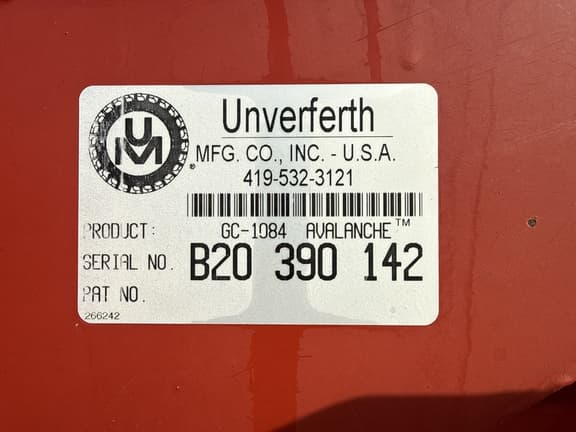 UM
Unverferth
MFG. CO., INC. - U.S.A.
419-532-3121
PRODUCT: GC-1084 AVALANCHE™
SERIAL NO. B20 390 142
PAT NO.
266242